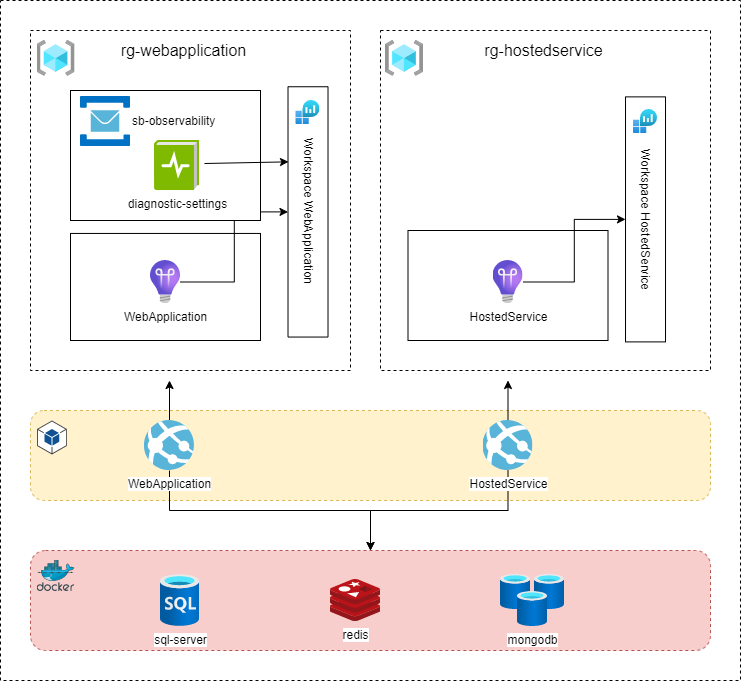 rg-webapplication
rg-hostedservice
sb-observability
diagnostic-settings
Workspace WebApplication
WebApplication
Workspace HostedService
HostedService
WebApplication
HostedService
docker
SQL
sql-server
redis
mongodb